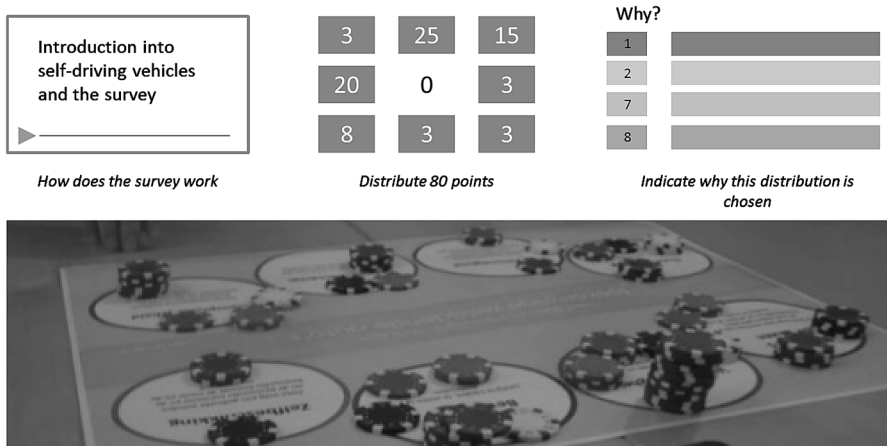 Introduction into
self-driving vehicles
and the survey
How does the survey work
3 25 15
20 0 3
8 3 3
Distribute 80 points
Why?
1
2
7
8
Indicate why this distribution is
chosen
Zelfbeschikking